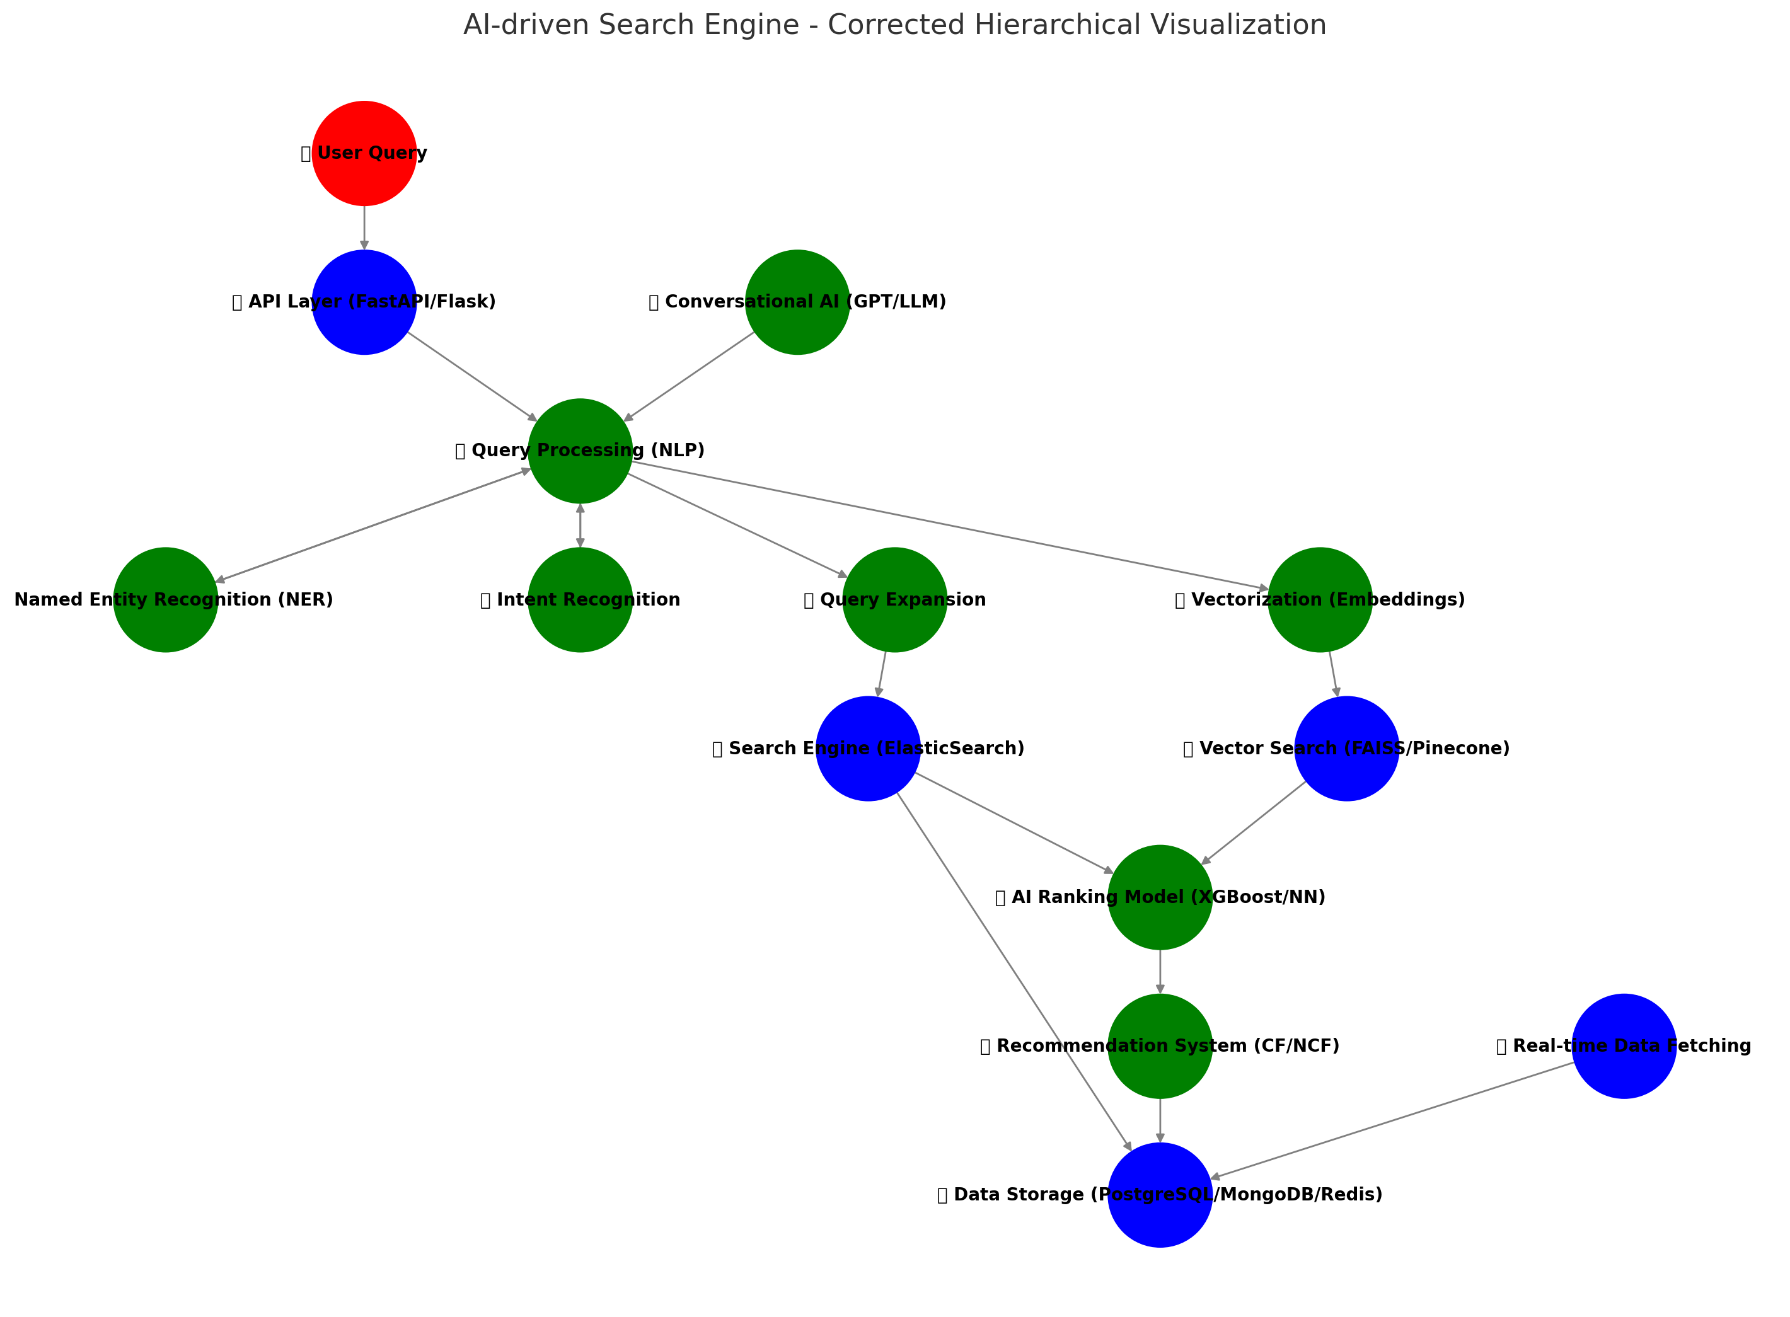 AI-driven Search Engine - Corrected Hierarchical Visualization
▯ User Query
▯ API Layer (FastAPI/Flask)
▯ Conversational AI (GPT/LLM)
▯ Query Processing (NLP)
Named Entity Recognition (NER)
▯ Intent Recognition
▯ Query Expansion
▯ Vectorization (Embeddings)
▯ Search Engine (ElasticSearch)
▯ Vector Search (FAISS/Pinecone)
▯ AI Ranking Model (XGBoost/NN)
▯ Recommendation System (CF/NCF)
▯ Real-time Data Fetching
▯ Data Storage (PostgreSQL/MongoDB/Redis)